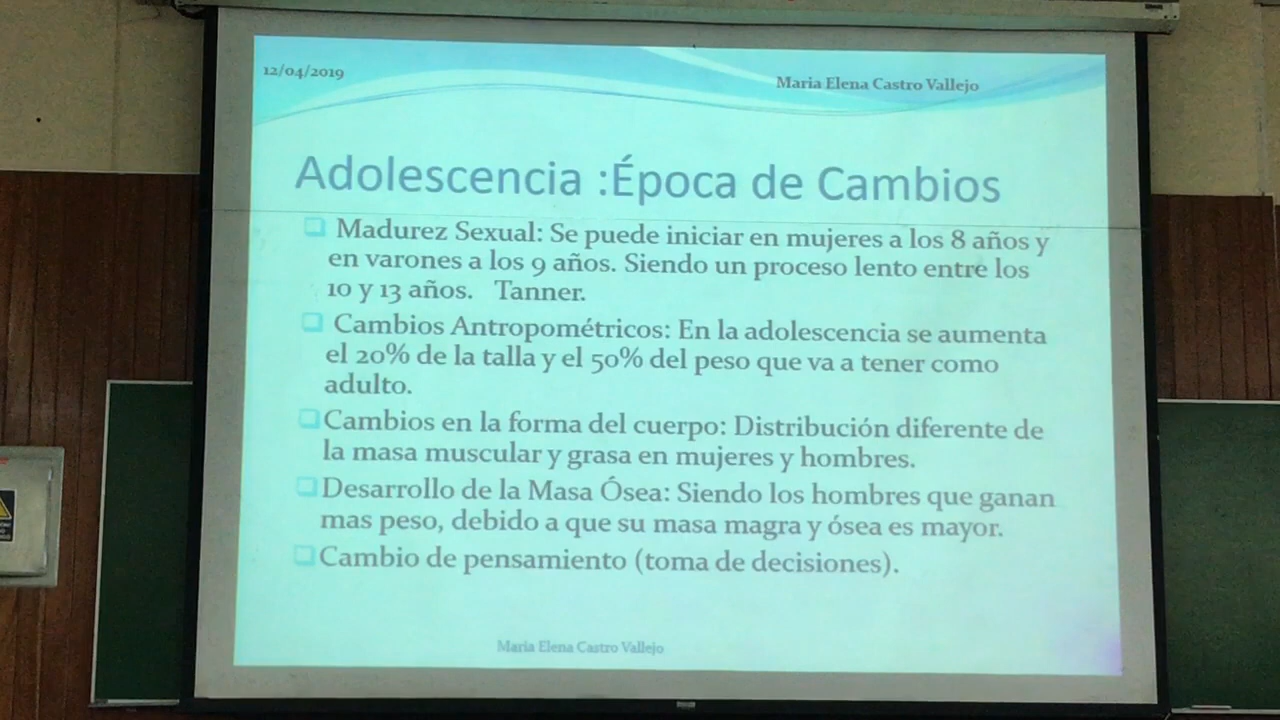 12/04/2019
Maria Elena Castro Vallejo
Adolescencia :Época de Cambios
Madurez Sexual: Se puede iniciar en mujeres a los 8 años y
en varones a los 9 años. Siendo un proceso lento entre los
10 y 13 años. Tanner.
Cambios Antropométricos: En la adolescencia se aumenta
el 20% de la talla y el 50% del peso que va a tener como
adulto.
Cambios en la forma del cuerpo: Distribución diferente de
la masa muscular y grasa en mujeres y hombres.
Desarrollo de la Masa Ósea: Siendo los hombres que ganan
mas peso, debido a que su masa magra y ósea es mayor.
Cambio de pensamiento (toma de decisiones).
Maria Elena Castro Vallejo